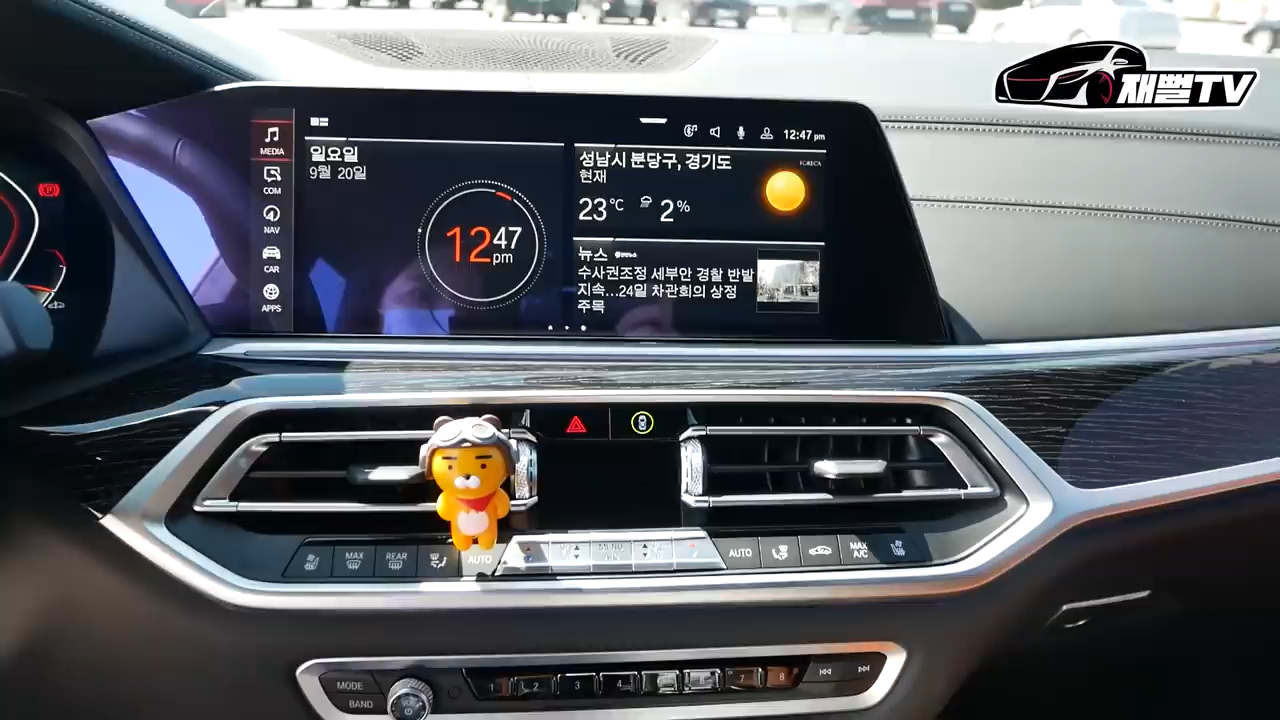 재뻘TV
12:47 pm
MEDIA
COM
NAV
CAR
APPS
일요일
9월 20일
12 47
pm
성남시 분당구, 경기도
현재
FORECA
23°C 2%
뉴스
수사권조정 세부안 경찰 반발
지속...24일 차관회의 상정
주목
MAX
REAR
AUTO
MENU
AUTO
MAX
A/C
MODE
BAND
1 2 3 4 7 8
VOL